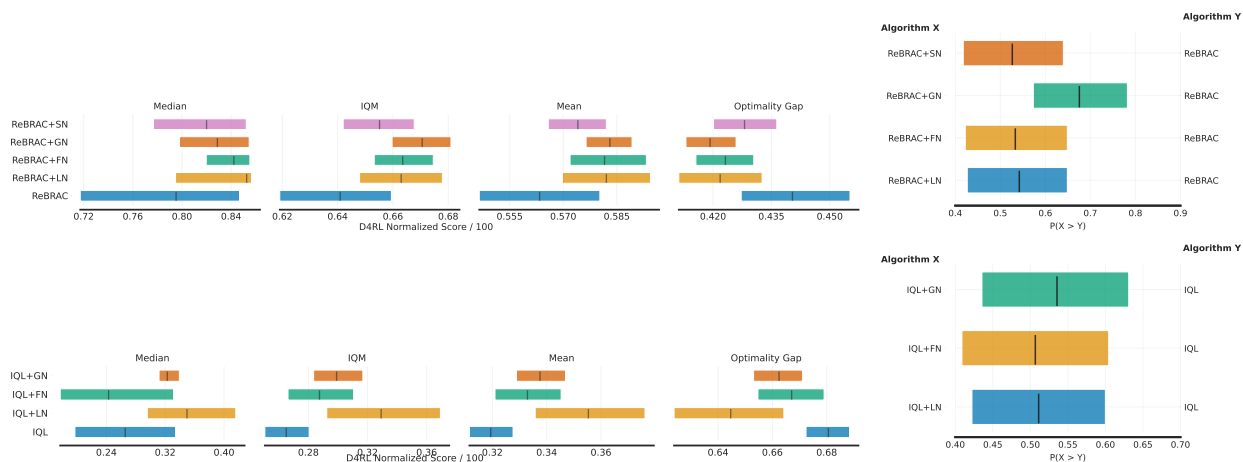 Algorithm Y
Algorithm X
ReBRAC+SN ReBRAC
ReBRAC+GN ReBRAC
ReBRAC+FN ReBRAC
ReBRAC+LN ReBRAC
0.4 0.5 0.6 0.7 0.8 0.9
P(X > Y)
Median IQM Mean Optimality Gap
ReBRAC+SN
ReBRAC+GN
ReBRAC+FN
ReBRAC+LN
ReBRAC
0.72 0.76 0.80 0.84 0.62 0.64 0.66 0.68 0.555 0.570 0.585 0.420 0.435 0.450
D4RL Normalized Score / 100
Algorithm Y
Algorithm X
IQL+GN IQL
IQL+FN IQL
IQL+LN IQL
0.40 0.45 0.50 0.55 0.60 0.65 0.70
P(X > Y)
Median IQM Mean Optimality Gap
IQL+GN
IQL+FN
IQL+LN
IQL
0.24 0.32 0.40 0.28 0.32 0.36 0.32 0.34 0.36 0.64 0.66 0.68
D4RL Normalized Score / 100